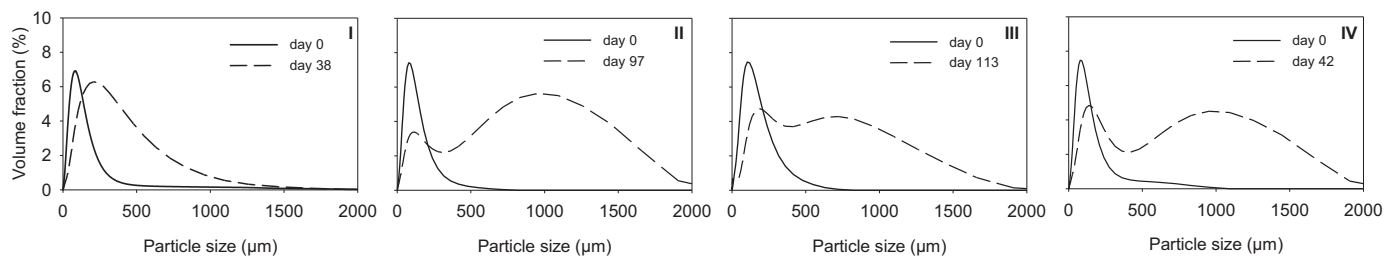 Volume fraction (%)
10
8
6
4
2
0
I
day 0
day 38
0 500 1000 1500 2000
Particle size (µm)
II
day 0
day 97
0 500 1000 1500 2000
Particle size (µm)
III
day 0
day 113
0 500 1000 1500 2000
Particle size (µm)
IV
day 0
day 42
0 500 1000 1500 2000
Particle size (µm)